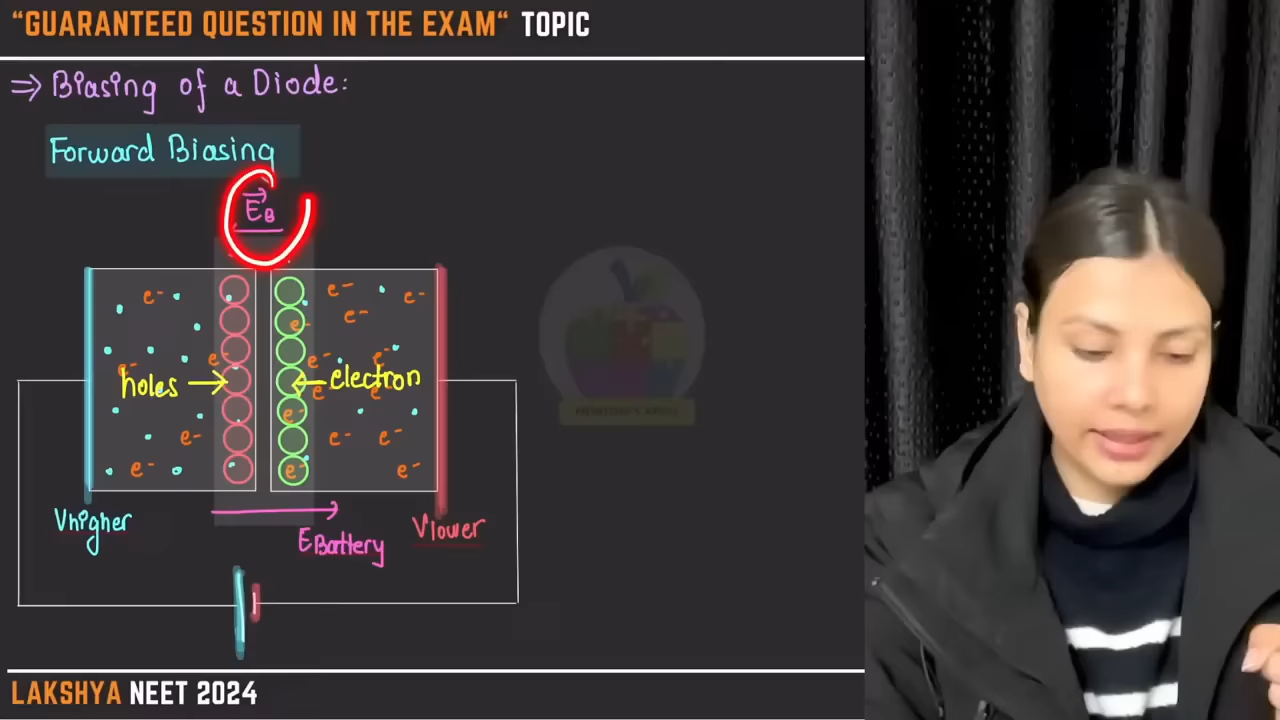 “GUARANTEED QUESTION IN THE EXAM“ TOPIC
⇒ Biasing of a Diode:
Forward Biasing
E⃗B
e- e- e-
e-
e-
e- e- e-
e-
holes → ← electron
e- e-
e-
e- e- e-
e- e- e-
Vhigher
Vlower
EBattery
LAKSHYA NEET 2024